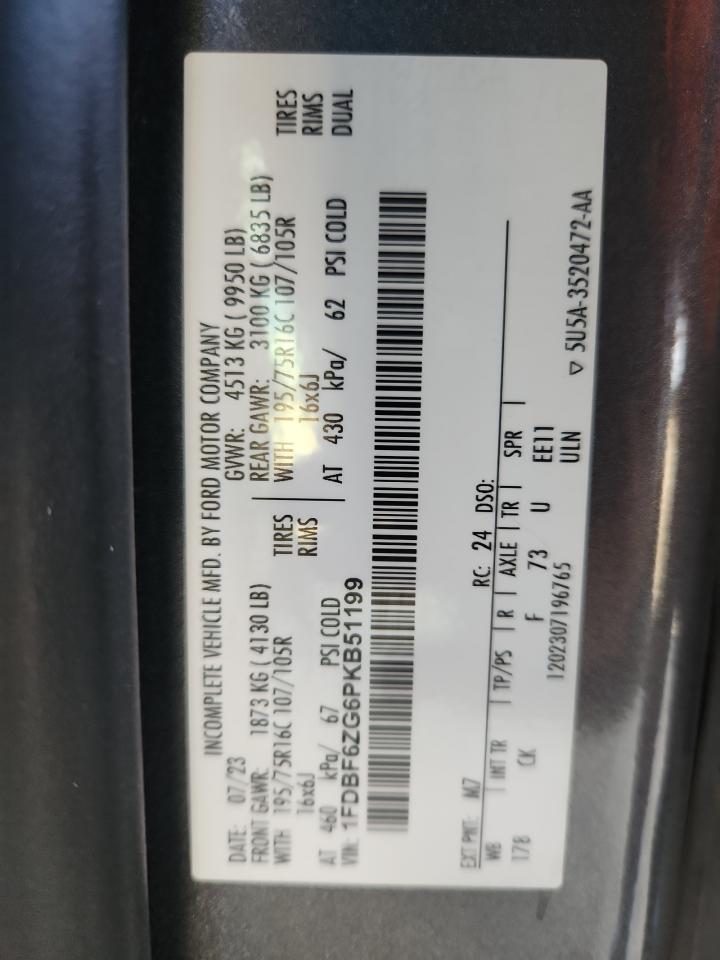 INCOMPLETE VEHICLE MFD. BY FORD MOTOR COMPANY
DATE: 07/23 GVWR: 4513 KG ( 9950 LB)
FRONT GAWR: 1873 KG ( 4130 LB) REAR GAWR: 3100 KG ( 6835 LB)
WITH 195/75R16C 107/105R TIRES WITH 195/75R16C 107/105R TIRES
16x6J RIMS 16x6J RIMS
AT 460 kPa/ 67 PSI COLD AT 430 kPa/ 62 PSI COLD DUAL
VIN: 1FDBF6ZG6PKB51199
EXT PNT: M7 RC: 24 DSO:
WB INT TR TP/PS R AXLE TR SPR
178 CK F 73 U EE11
1202307196765 ULN
▽ 5U5A-3520472-AA